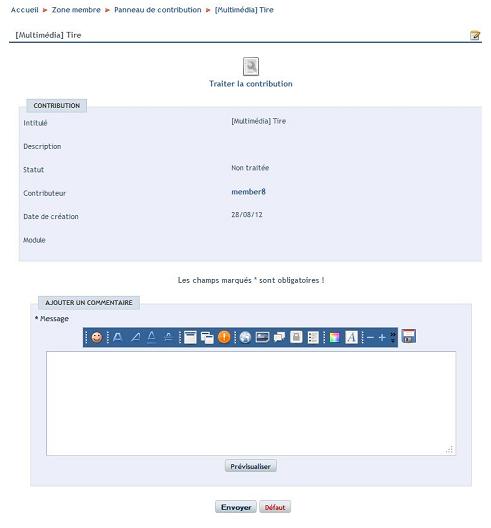 Accueil ► Zone membre ► Panneau de contribution ► [Multimédia] Tire
[Multimédia] Tire
Traiter la contribution
CONTRIBUTION
Intitulé [Multimédia] Tire
Description
Statut Non traitée
Contributeur member8
Date de création 28/08/12
Module
Les champs marqués * sont obligatoires !
AJOUTER UN COMMENTAIRE
* Message
Prévisualiser
Envoyer Défaut